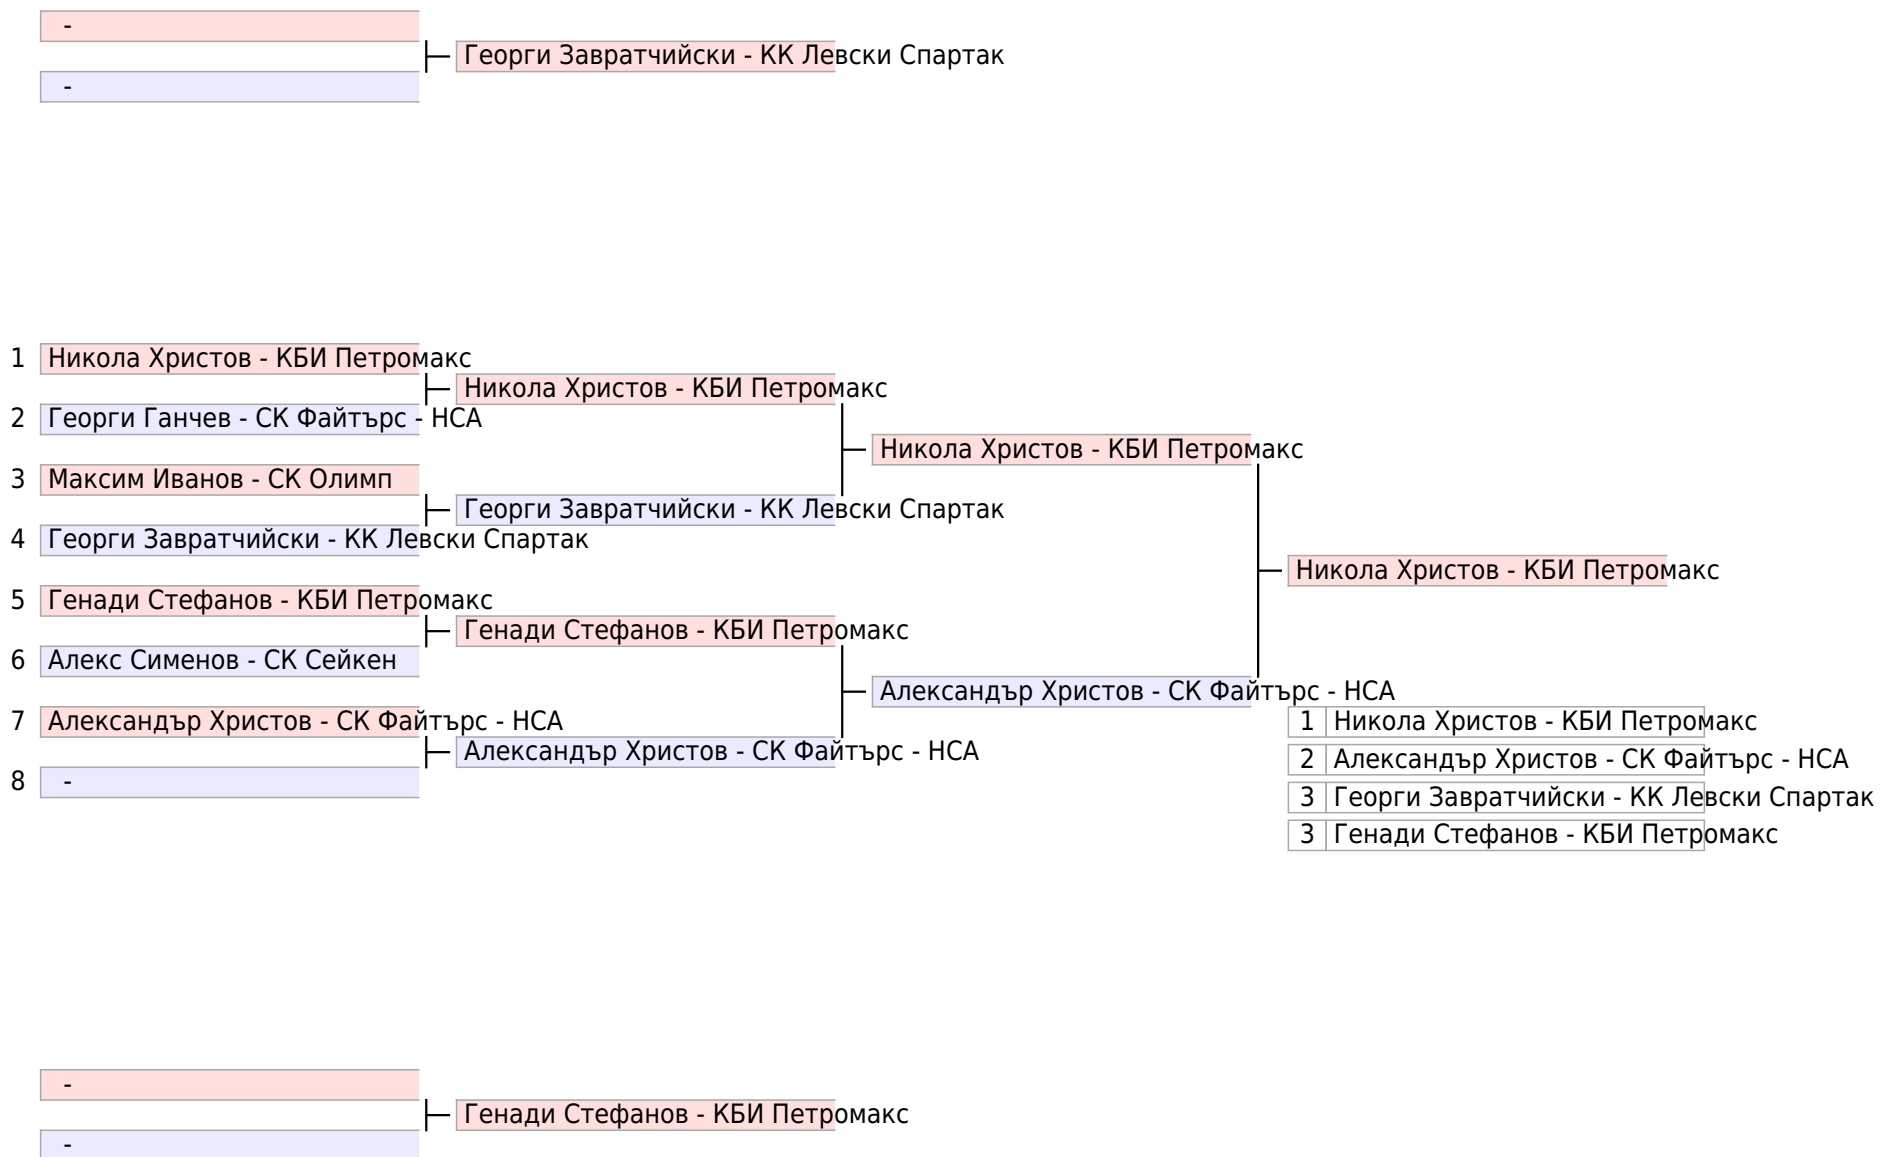 -
Георги Завратчийски - КК Левски Спартак
-
1 Никола Христов - КБИ Петромакс
Никола Христов - КБИ Петромакс
2 Георги Ганчев - СК Файтърс - НСА
Никола Христов - КБИ Петромакс
3 Максим Иванов - СК Олимп
Георги Завратчийски - КК Левски Спартак
4 Георги Завратчийски - КК Левски Спартак
Никола Христов - КБИ Петромакс
5 Генади Стефанов - КБИ Петромакс
Генади Стефанов - КБИ Петромакс
6 Алекс Сименов - СК Сейкен
Александър Христов - СК Файтърс - НСА
7 Александър Христов - СК Файтърс - НСА
Александър Христов - СК Файтърс - НСА
8 -
1 Никола Христов - КБИ Петромакс
2 Александър Христов - СК Файтърс - НСА
3 Георги Завратчийски - КК Левски Спартак
3 Генади Стефанов - КБИ Петромакс
-
Генади Стефанов - КБИ Петромакс
-